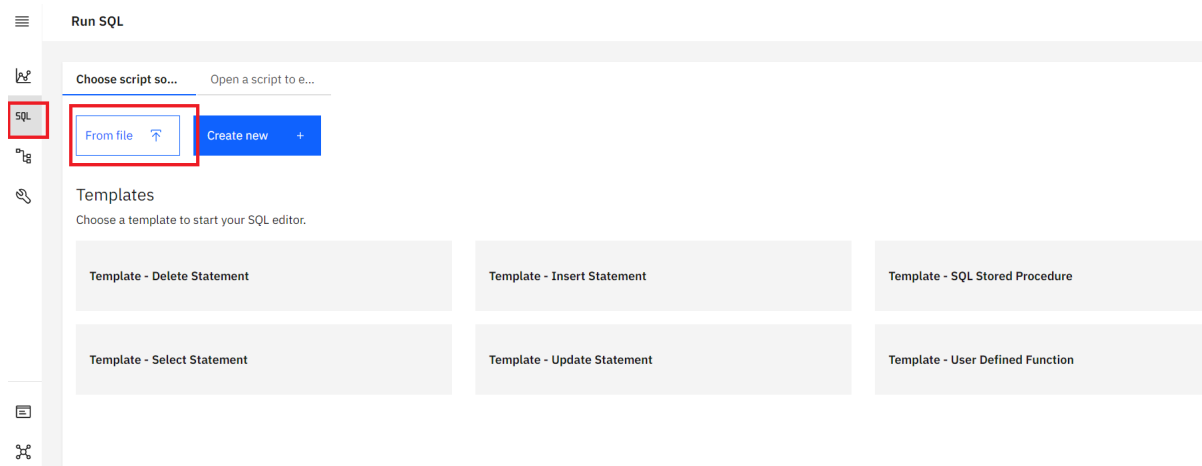 Run SQL
Choose script so...
Open a script to e...
SQL
From file
Create new +
Templates
Choose a template to start your SQL editor.
Template - Delete Statement
Template - Insert Statement
Template - SQL Stored Procedure
Template - Select Statement
Template - Update Statement
Template - User Defined Function